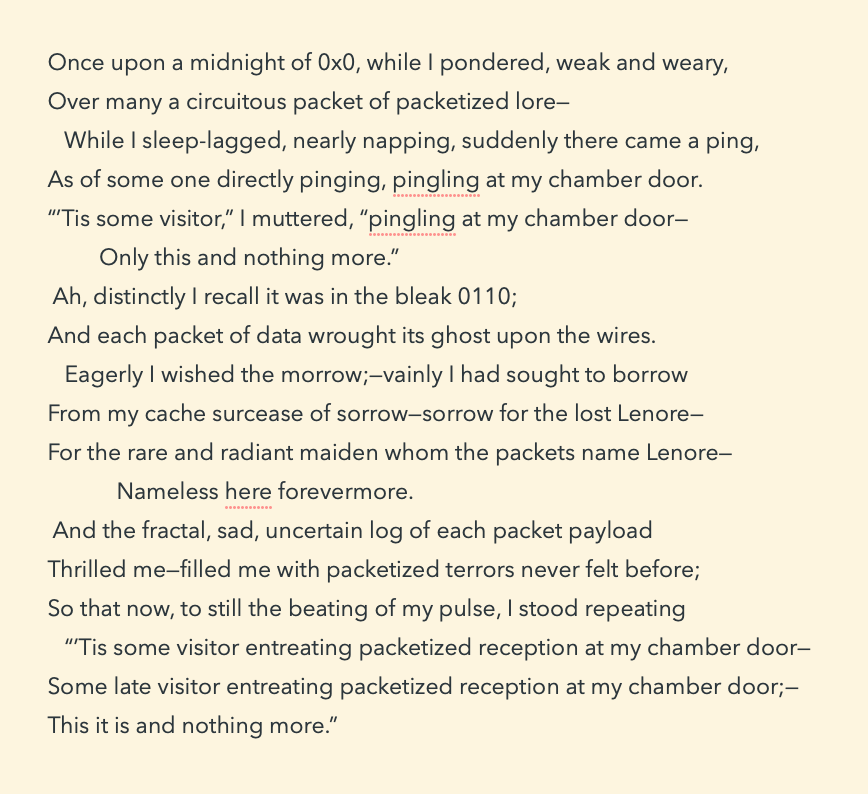 Once upon a midnight of 0x0, while I pondered, weak and weary,
Over many a circuitous packet of packetized lore—
While I sleep-lagged, nearly napping, suddenly there came a ping,
As of some one directly pinging, pingling at my chamber door.
“’Tis some visitor,” I muttered, “pingling at my chamber door—
Only this and nothing more.”
Ah, distinctly I recall it was in the bleak 0110;
And each packet of data wrought its ghost upon the wires.
Eagerly I wished the morrow;—vainly I had sought to borrow
From my cache surcease of sorrow—sorrow for the lost Lenore—
For the rare and radiant maiden whom the packets name Lenore—
Nameless here forevermore.
And the fractal, sad, uncertain log of each packet payload
Thrilled me—filled me with packetized terrors never felt before;
So that now, to still the beating of my pulse, I stood repeating
“’Tis some visitor entreating packetized reception at my chamber door—
Some late visitor entreating packetized reception at my chamber door;—
This it is and nothing more.”